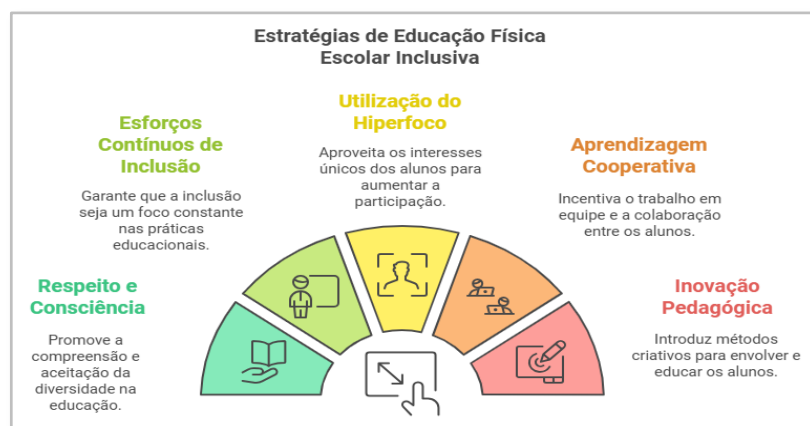 Estratégias de Educação Física
Escolar Inclusiva
Respeito e
Consciência
Promove a
compreensão e
aceitação da
diversidade na
educação.
Esforços
Contínuos de
Inclusão
Garante que a inclusão
seja um foco constante
nas práticas
educacionais.
Utilização do
Hiperfoco
Aproveita os interesses
únicos dos alunos para
aumentar a
participação.
Aprendizagem
Cooperativa
Incentiva o trabalho em
equipe e a colaboração
entre os alunos.
Inovação
Pedagógica
Introduz métodos
criativos para envolver e
educar os alunos.